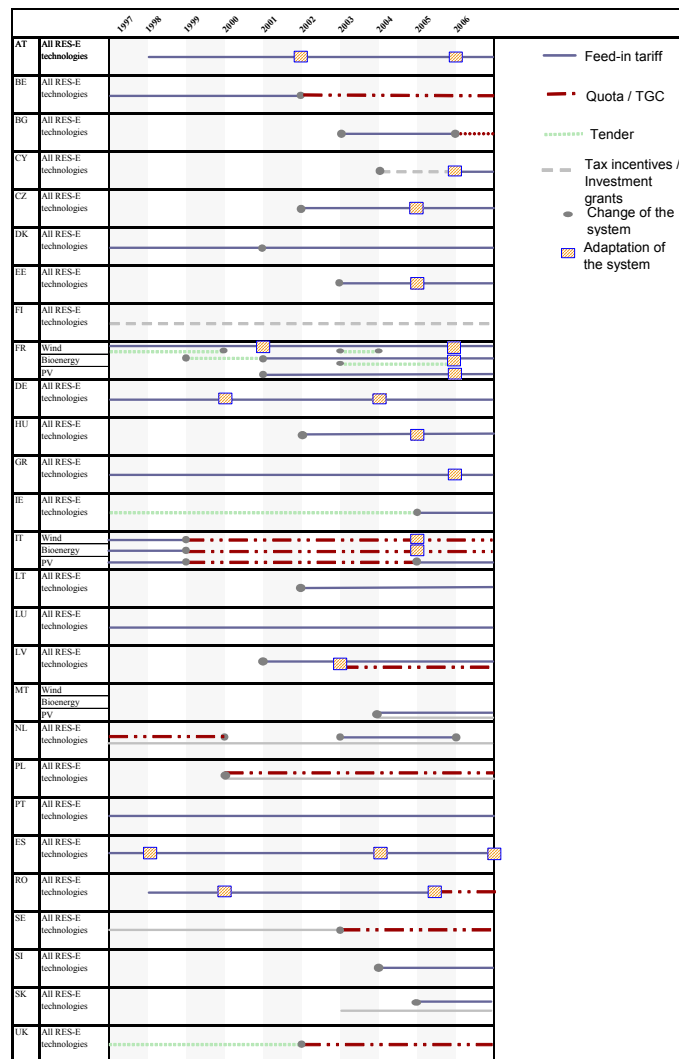 1997 1998 1999 2000 2001 2002 2003 2004 2005 2006
AT All RES-E
technologies
BE All RES-E
technologies
BG All RES-E
technologies
CY All RES-E
technologies
CZ All RES-E
technologies
DK All RES-E
technologies
EE All RES-E
technologies
FI All RES-E
technologies
FR Wind
Bioenergy
PV
DE All RES-E
technologies
HU All RES-E
technologies
GR All RES-E
technologies
IE All RES-E
technologies
IT Wind
Bioenergy
PV
LT All RES-E
technologies
LU All RES-E
technologies
LV All RES-E
technologies
MT Wind
Bioenergy
PV
NL All RES-E
technologies
PL All RES-E
technologies
PT All RES-E
technologies
ES All RES-E
technologies
RO All RES-E
technologies
SE All RES-E
technologies
SI All RES-E
technologies
SK All RES-E
technologies
UK All RES-E
technologies
Feed-in tariff
Quota / TGC
Tender
Tax incentives /
Investment
grants
Change of the
system
Adaptation of
the system